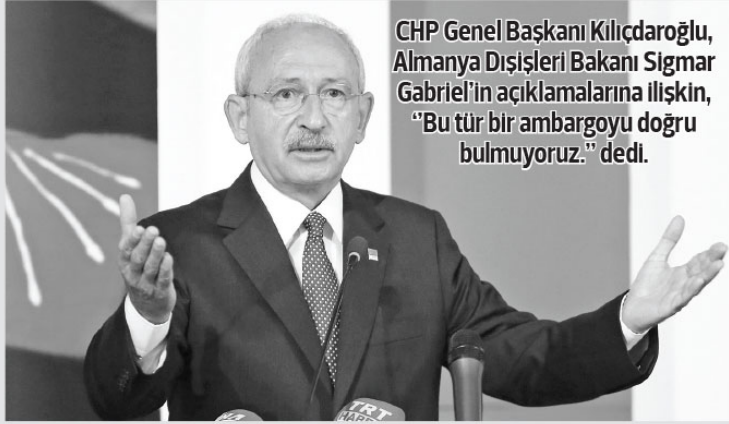 CHP Genel Başkanı Kılıçdaroğlu,
Almanya Dışişleri Bakanı Sigmar
Gabriel'in açıklamalarına ilişkin,
‘’Bu tür bir ambargoyu doğru
bulmuyoruz.’’ dedi.
TRT